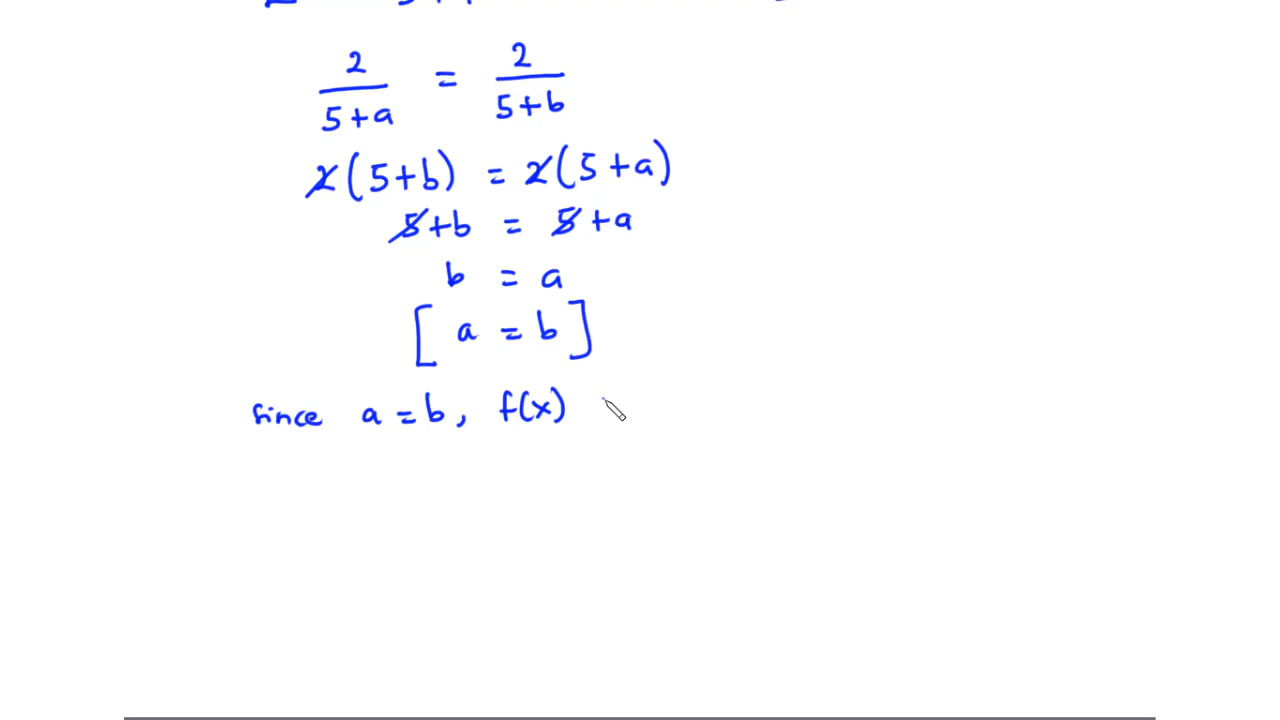 2/(5+a) = 2/(5+b)
2(5+b) = 2(5+a)
5+b = 5+a
b = a
[a = b]
since a = b, f(x)